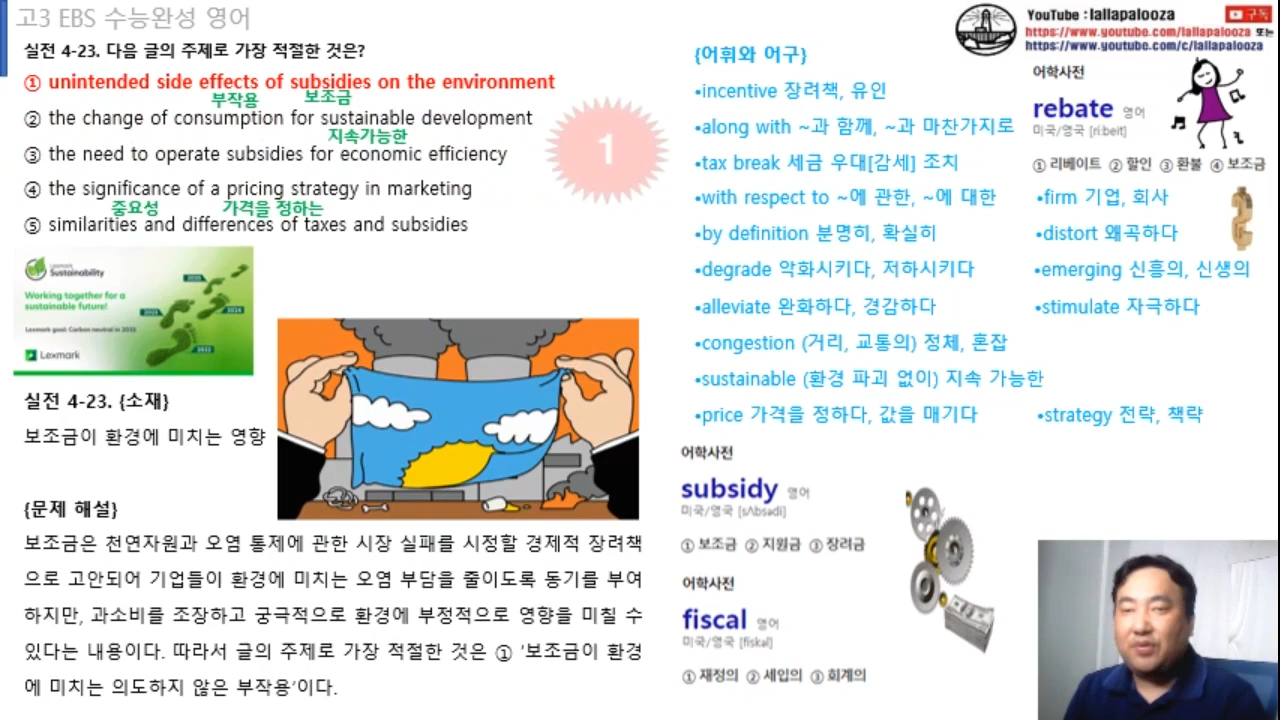 고3 EBS 수능완성 영어
실전 4-23. 다음 글의 주제로 가장 적절한 것은?
① unintended side effects of subsidies on the environment
부작용 보조금
② the change of consumption for sustainable development
지속가능한
③ the need to operate subsidies for economic efficiency
④ the significance of a pricing strategy in marketing
중요성 가격을 정하는
⑤ similarities and differences of taxes and subsidies
1
Lexmark
Sustainability
Working together for a
sustainable future!
Lexmark goal: Carbon neutral in 2035
Lexmark
실전 4-23. {소재}
보조금이 환경에 미치는 영향
{문제 해설}
보조금은 천연자원과 오염 통제에 관한 시장 실패를 시정할 경제적 장려책
으로 고안되어 기업들이 환경에 미치는 오염 부담을 줄이도록 동기를 부여
하지만, 과소비를 조장하고 궁극적으로 환경에 부정적으로 영향을 미칠 수
있다는 내용이다. 따라서 글의 주제로 가장 적절한 것은 ① ‘보조금이 환경
에 미치는 의도하지 않은 부작용’이다.
{어휘와 어구}
•incentive 장려책, 유인
•along with ~과 함께, ~과 마찬가지로
•tax break 세금 우대[감세] 조치
•with respect to ~에 관한, ~에 대한
•firm 기업, 회사
•by definition 분명히, 확실히
•distort 왜곡하다
•degrade 악화시키다, 저하시키다
•emerging 신흥의, 신생의
•alleviate 완화하다, 경감하다
•stimulate 자극하다
•congestion (거리, 교통의) 정체, 혼잡
•sustainable (환경 파괴 없이) 지속 가능한
•price 가격을 정하다, 값을 매기다
•strategy 전략, 책략
어학사전
subsidy 영어
미국/영국 [sʌbsədi]
① 보조금 ② 지원금 ③ 장려금
어학사전
fiscal 영어
미국/영국 [fiskəl]
① 재정의 ② 세입의 ③ 회계의
YouTube : lallapalooza
구독
https://www.youtube.com/lallapalooza 또는
https://www.youtube.com/c/lallapalooza
어학사전
rebate 영어
미국/영국 [ri:beit]
① 리베이트 ② 할인 ③ 환불 ④ 보조금